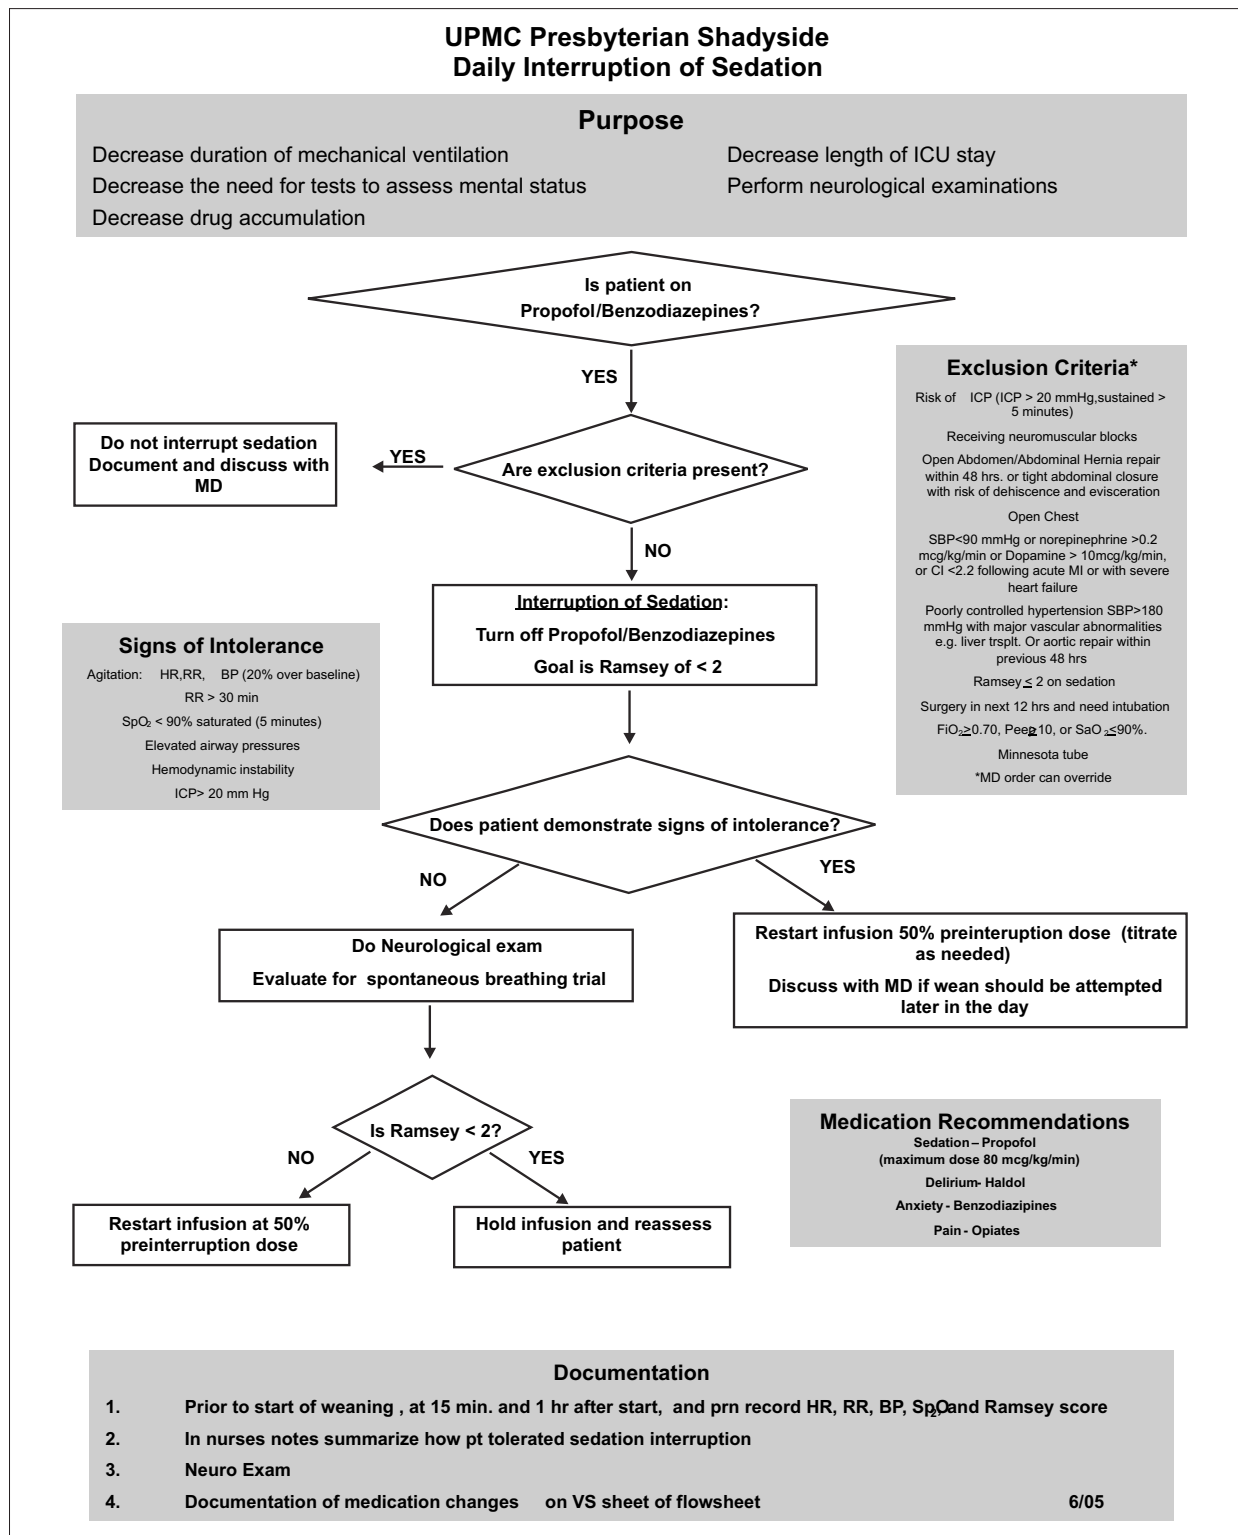 UPMC Presbyterian Shadyside
Daily Interruption of Sedation
Purpose
Decrease duration of mechanical ventilation
Decrease the need for tests to assess mental status
Decrease drug accumulation
Decrease length of ICU stay
Perform neurological examinations
Is patient on
Propofol/Benzodiazepines?
YES
Exclusion Criteria*
Risk of ICP (ICP > 20 mmHg,sustained >
5 minutes)
Receiving neuromuscular blocks
Open Abdomen/Abdominal Hernia repair
within 48 hrs. or tight abdominal closure
with risk of dehiscence and evisceration
Open Chest
SBP<90 mmHg or norepinephrine >0.2
mcg/kg/min or Dopamine > 10mcg/kg/min,
or CI <2.2 following acute MI or with severe
heart failure
Poorly controlled hypertension SBP>180
mmHg with major vascular abnormalities
e.g. liver trsplt. Or aortic repair within
previous 48 hrs
Ramsey ≤ 2 on sedation
Surgery in next 12 hrs and need intubation
FiO₂≥0.70, Peep≥10, or SaO₂≤90%.
Minnesota tube
*MD order can override
Are exclusion criteria present?
YES
Do not interrupt sedation
Document and discuss with
MD
NO
Interruption of Sedation:
Turn off Propofol/Benzodiazepines
Goal is Ramsey of < 2
Signs of Intolerance
Agitation: HR,RR, BP (20% over baseline)
RR > 30 min
SpO₂ < 90% saturated (5 minutes)
Elevated airway pressures
Hemodynamic instability
ICP> 20 mm Hg
Does patient demonstrate signs of intolerance?
NO
YES
Do Neurological exam
Evaluate for spontaneous breathing trial
Restart infusion 50% preinteruption dose (titrate
as needed)
Discuss with MD if wean should be attempted
later in the day
Is Ramsey < 2?
NO
YES
Restart infusion at 50%
preinterruption dose
Hold infusion and reassess
patient
Medication Recommendations
Sedation – Propofol
(maximum dose 80 mcg/kg/min)
Delirium- Haldol
Anxiety - Benzodiazipines
Pain - Opiates
Documentation
1. Prior to start of weaning , at 15 min. and 1 hr after start, and prn record HR, RR, BP, SpO₂, and Ramsey score
2. In nurses notes summarize how pt tolerated sedation interruption
3. Neuro Exam
4. Documentation of medication changes on VS sheet of flowsheet
6/05